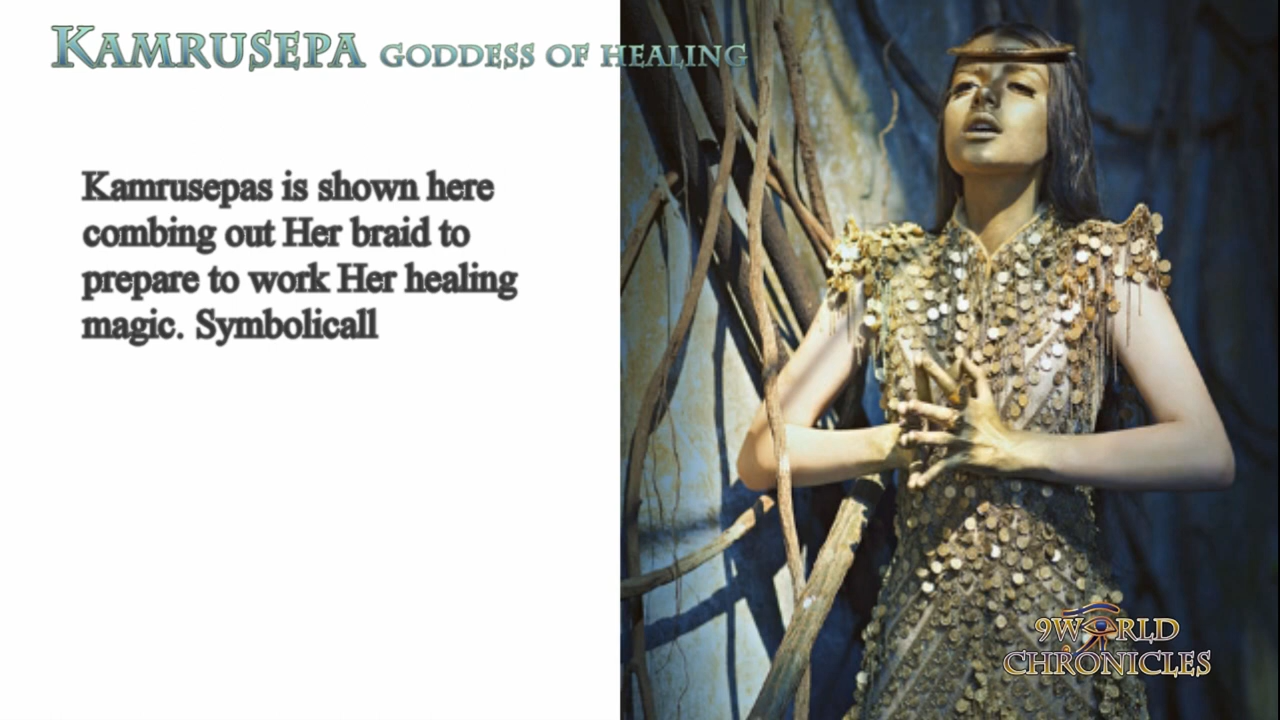 KAMRUSEPA GODDESS OF HEALING
Kamrusepas is shown here
combing out Her braid to
prepare to work Her healing
magic. Symbolicall
9WORLD
CHRONICLES